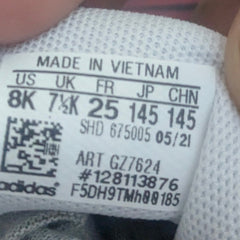 MADE IN VIETNAM
US UK FR JP CHN
8K 7½K 25 145 145
SHD 675005 05/21
ART GZ7624
#128113876
adidas F5DH9TMh00185